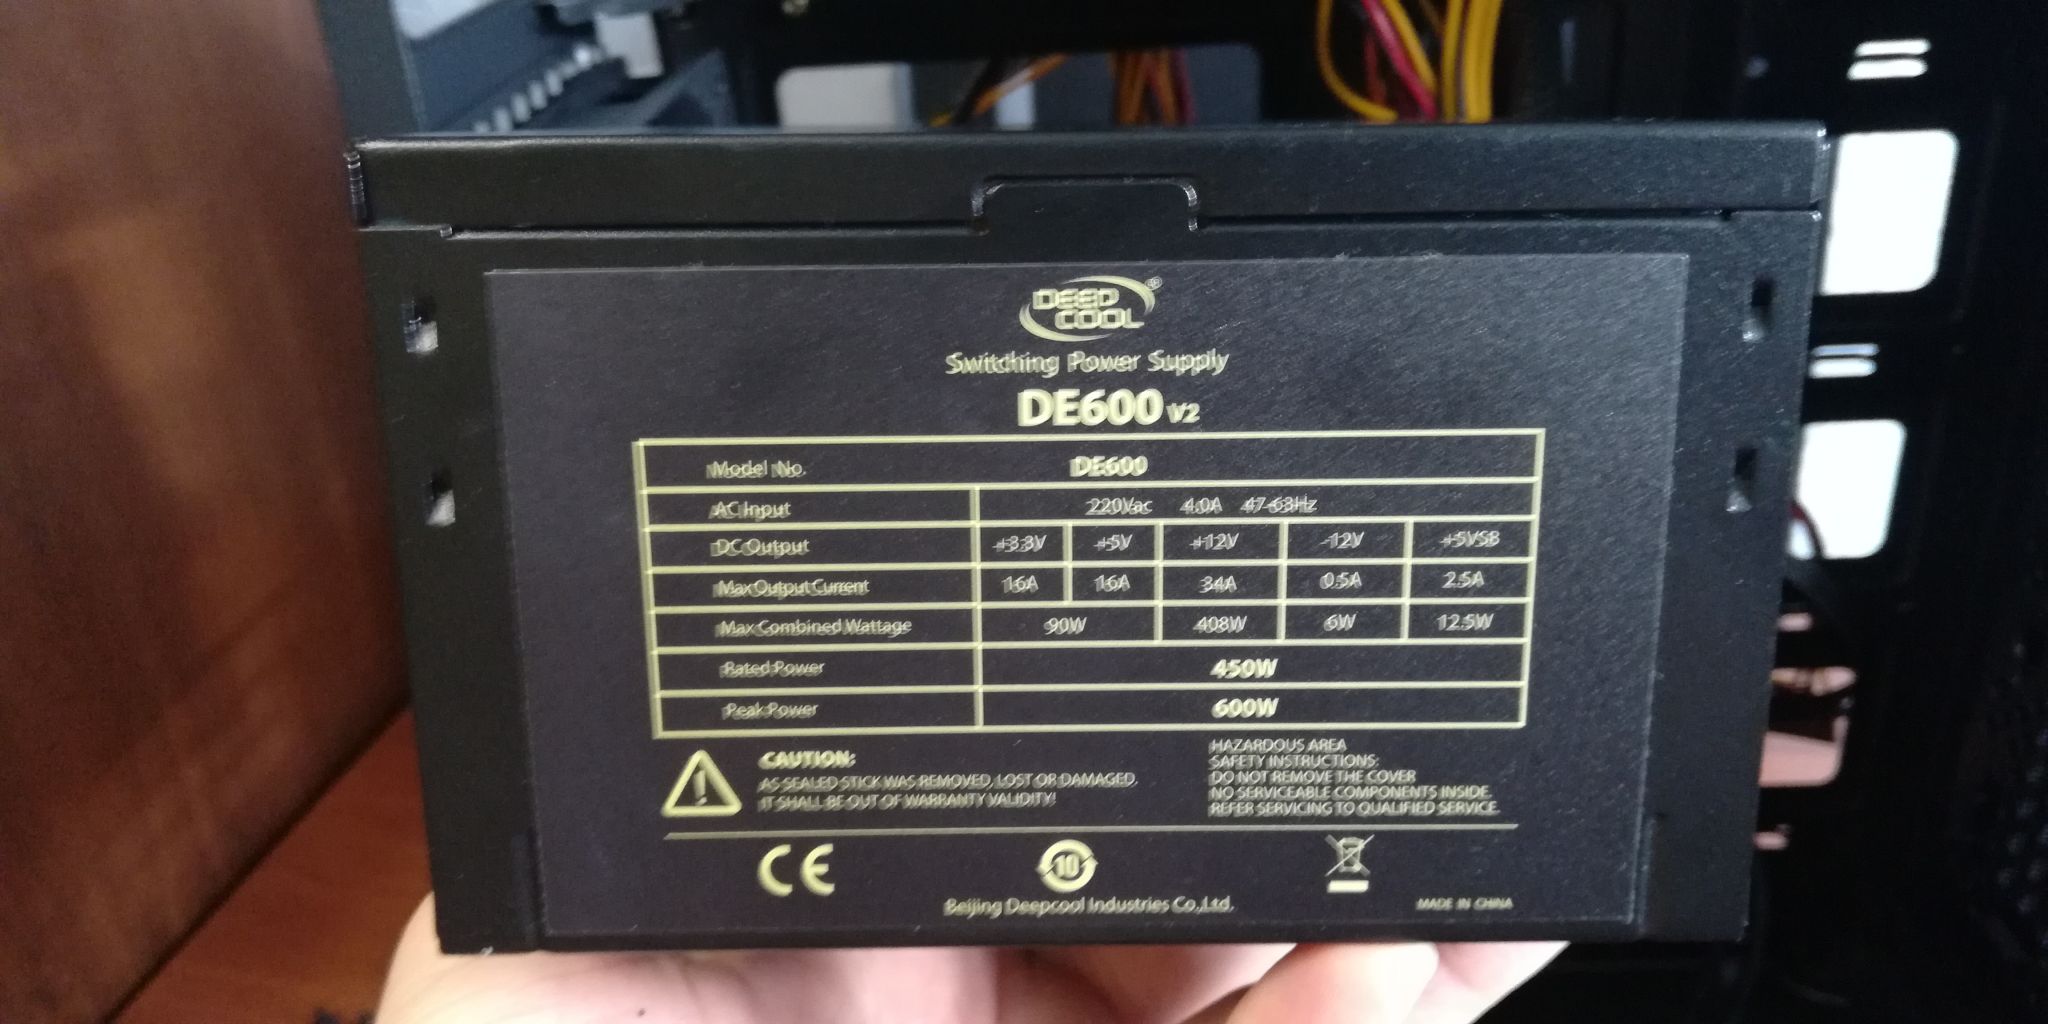 DEEP
COOL®
Switching Power Supply
DE600 V2
Model No. DE600
AC Input 220Vac 4.0A 47-63Hz
DC Output +3.3V +5V +12V -12V +5VSB
Max Output Current 16A 16A 34A 0.5A 2.5A
Max Combined Wattage 90W 408W 6W 12.5W
Rated Power 450W
Peak Power 600W
CAUTION:
AS SEALED STICK WAS REMOVED, LOST OR DAMAGED.
IT SHALL BE OUT OF WARRANTY VALIDITY!
HAZARDOUS AREA
SAFETY INSTRUCTIONS:
DO NOT REMOVE THE COVER
NO SERVICEABLE COMPONENTS INSIDE.
REFER SERVICING TO QUALIFIED SERVICE.
CE
10
Beijing Deepcool Industries Co.,Ltd.
MADE IN CHINA